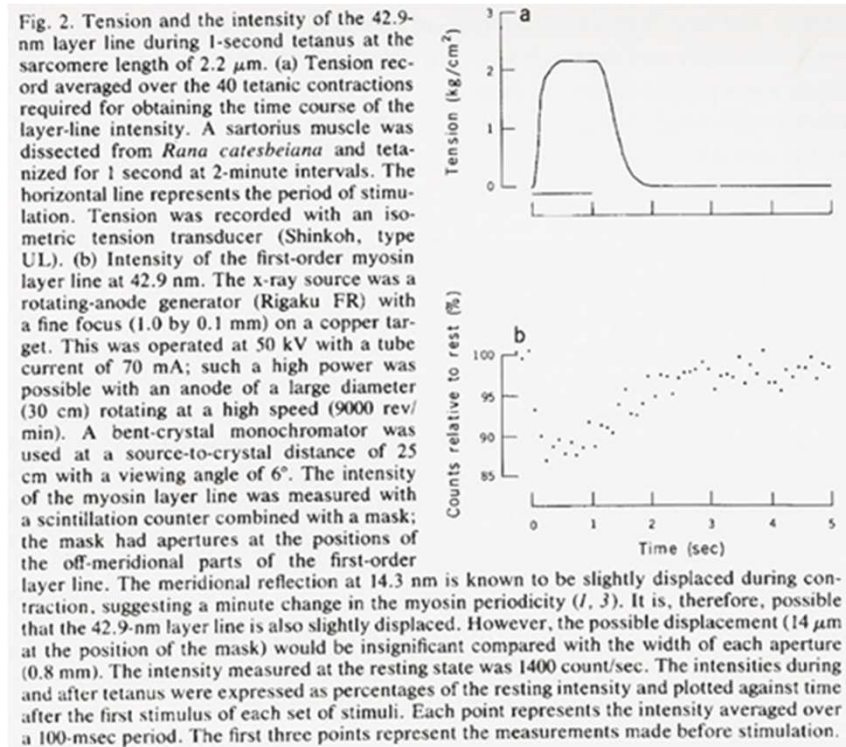 Fig. 2. Tension and the intensity of the 42.9-
nm layer line during 1-second tetanus at the
sarcomere length of 2.2 μm. (a) Tension rec-
ord averaged over the 40 tetanic contractions
required for obtaining the time course of the
layer-line intensity. A sartorius muscle was
dissected from Rana catesbeiana and teta-
nized for 1 second at 2-minute intervals. The
horizontal line represents the period of stimu-
lation. Tension was recorded with an iso-
metric tension transducer (Shinkoh, type
UL). (b) Intensity of the first-order myosin
layer line at 42.9 nm. The x-ray source was a
rotating-anode generator (Rigaku FR) with
a fine focus (1.0 by 0.1 mm) on a copper tar-
get. This was operated at 50 kV with a tube
current of 70 mA; such a high power was
possible with an anode of a large diameter
(30 cm) rotating at a high speed (9000 rev/
min). A bent-crystal monochromator was
used at a source-to-crystal distance of 25
cm with a viewing angle of 6°. The intensity
of the myosin layer line was measured with
a scintillation counter combined with a mask;
the mask had apertures at the positions of
the off-meridional parts of the first-order
layer line. The meridional reflection at 14.3 nm is known to be slightly displaced during con-
traction, suggesting a minute change in the myosin periodicity (1, 3). It is, therefore, possible
that the 42.9-nm layer line is also slightly displaced. However, the possible displacement (14 μm
at the position of the mask) would be insignificant compared with the width of each aperture
(0.8 mm). The intensity measured at the resting state was 1400 count/sec. The intensities during
and after tetanus were expressed as percentages of the resting intensity and plotted against time
after the first stimulus of each set of stimuli. Each point represents the intensity averaged over
a 100-msec period. The first three points represent the measurements made before stimulation.
a
Tension (kg/cm²)
3
2
1
0
b
Counts relative to rest (%)
100
95
90
85
0 1 2 3 4 5
Time (sec)